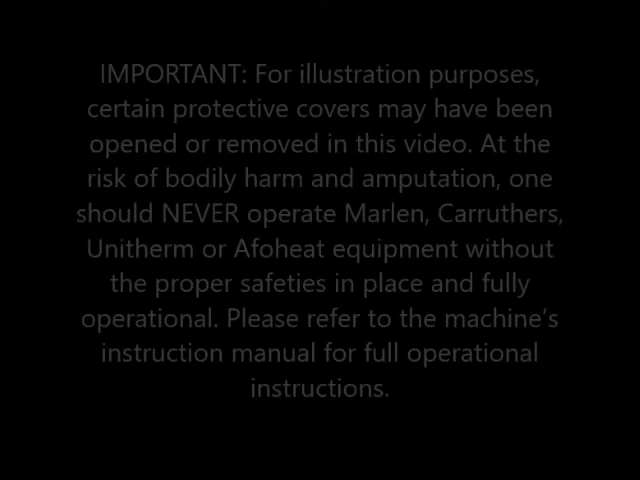 IMPORTANT: For illustration purposes,
certain protective covers may have been
opened or removed in this video. At the
risk of bodily harm and amputation, one
should NEVER operate Marlen, Carruthers,
Unitherm or Afoheat equipment without
the proper safeties in place and fully
operational. Please refer to the machine’s
instruction manual for full operational
instructions.